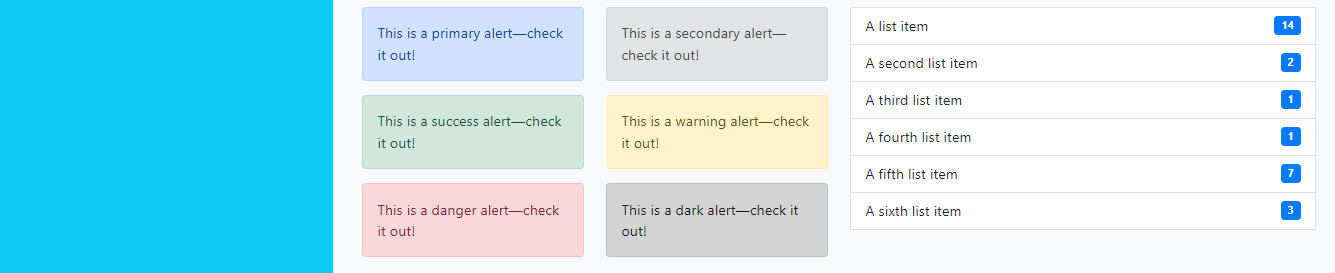 This is a primary alert—check
it out!
This is a secondary alert—
check it out!
This is a success alert—check
it out!
This is a warning alert—check
it out!
This is a danger alert—check
it out!
This is a dark alert—check it
out!
A list item 14
A second list item 2
A third list item 1
A fourth list item 1
A fifth list item 7
A sixth list item 3